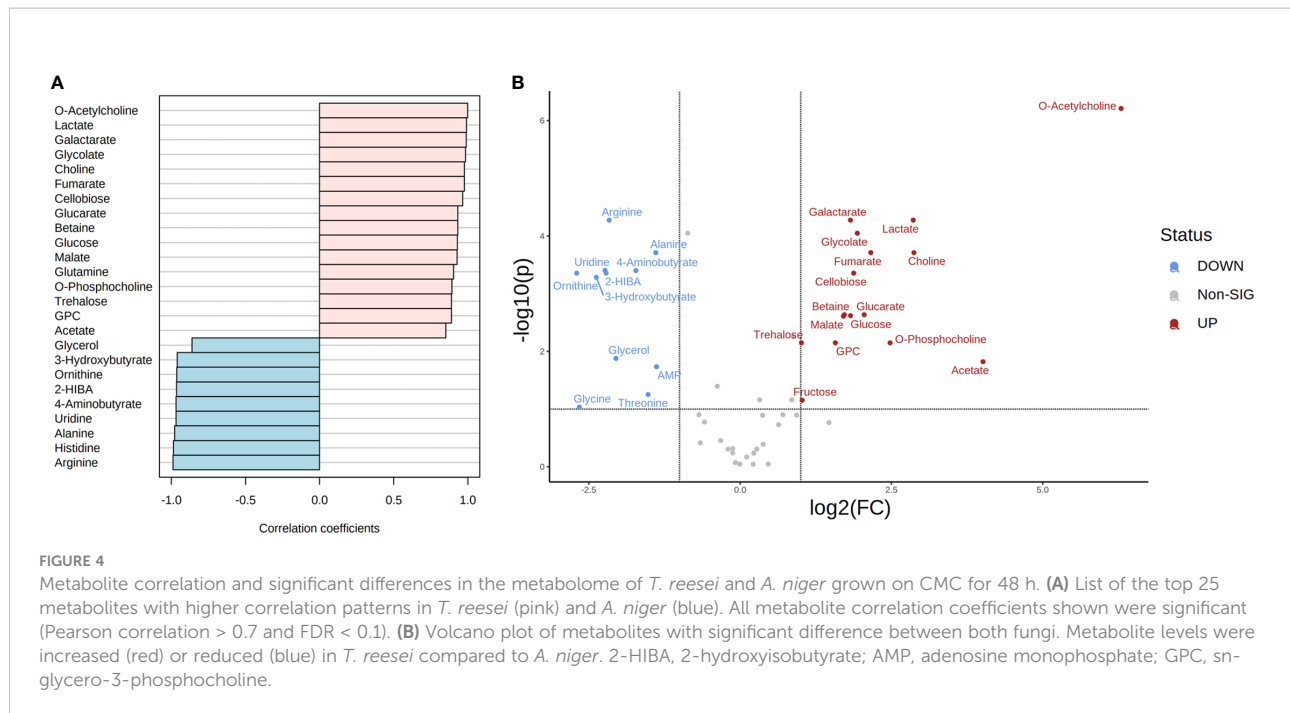 A
O-Acetylcholine
Lactate
Galactarate
Glycolate
Choline
Fumarate
Cellobiose
Glucarate
Betaine
Glucose
Malate
Glutamine
O-Phosphocholine
Trehalose
GPC
Acetate
Glycerol
3-Hydroxybutyrate
Ornithine
2-HIBA
4-Aminobutyrate
Uridine
Alanine
Histidine
Arginine
-1.0 -0.5 0.0 0.5 1.0
Correlation coefficients
B
-log10(p)
6
4
2
0
O-Acetylcholine
Arginine
Galactarate
Lactate
Alanine
Glycolate
Uridine
4-Aminobutyrate
Fumarate
Choline
Ornithine
2-HIBA
Cellobiose
3-Hydroxybutyrate
Betaine
Glucarate
Malate
Glucose
Trehalose
O-Phosphocholine
Glycerol
GPC
AMP
Acetate
Fructose
Glycine
Threonine
-2.5 0.0 2.5 5.0
log2(FC)
Status
DOWN
Non-SIG
UP
FIGURE 4
Metabolite correlation and significant differences in the metabolome of T. reesei and A. niger grown on CMC for 48 h. (A) List of the top 25
metabolites with higher correlation patterns in T. reesei (pink) and A. niger (blue). All metabolite correlation coefficients shown were significant
(Pearson correlation > 0.7 and FDR < 0.1). (B) Volcano plot of metabolites with significant difference between both fungi. Metabolite levels were
increased (red) or reduced (blue) in T. reesei compared to A. niger. 2-HIBA, 2-hydroxyisobutyrate; AMP, adenosine monophosphate; GPC, sn-
glycero-3-phosphocholine.